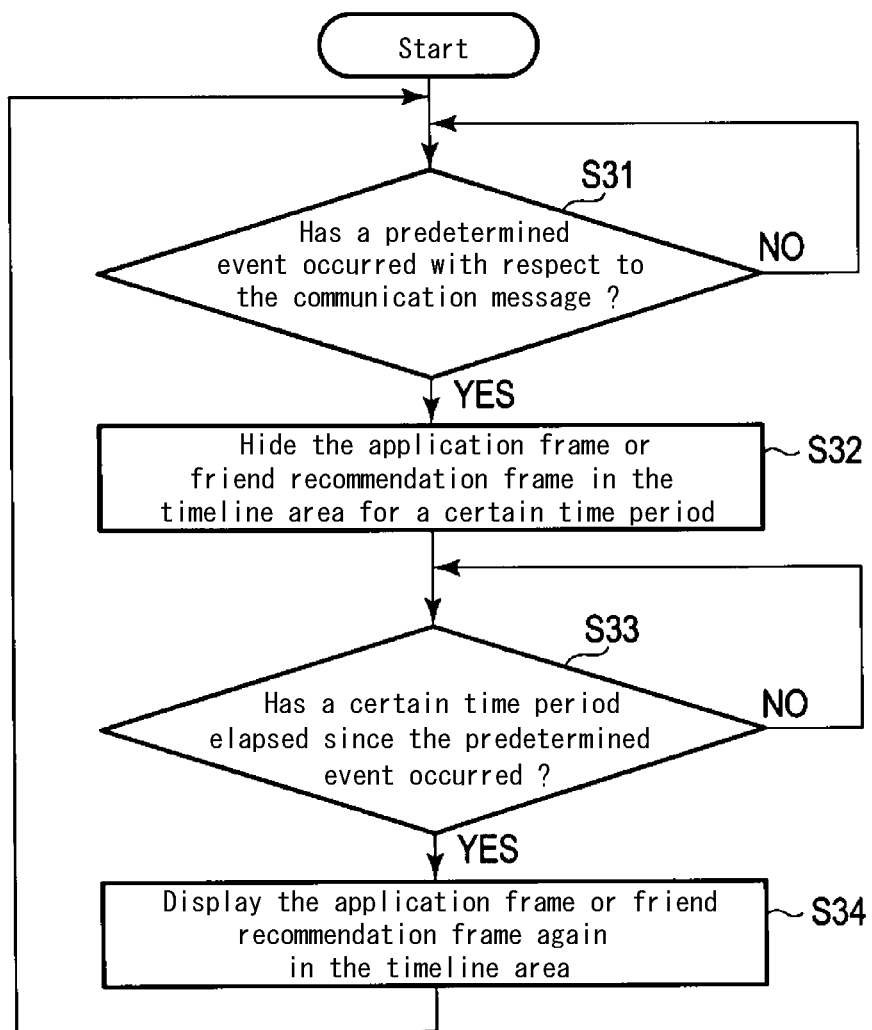 Start
S31
Has a predetermined
event occurred with respect to
the communication message ?
NO
YES
Hide the application frame or
friend recommendation frame in the
timeline area for a certain time period
S32
S33
Has a certain time period
elapsed since the predetermined
event occurred ?
NO
YES
Display the application frame or friend
recommendation frame again
in the timeline area
S34